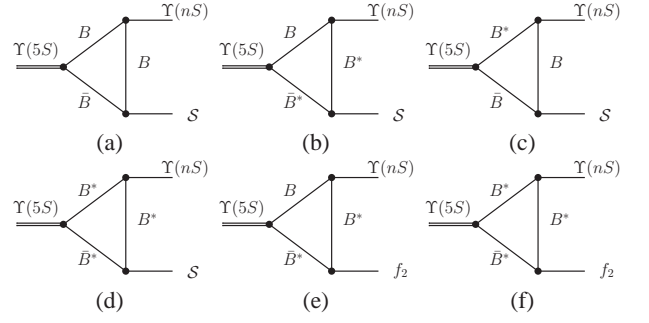 Υ(nS) Υ(nS) Υ(nS)
B B B*
Υ(5S) Υ(5S) Υ(5S)
B B* B
B̄ B̄* B̄
S S S
(a) (b) (c)
Υ(nS) Υ(nS) Υ(nS)
B* B B*
Υ(5S) Υ(5S) Υ(5S)
B* B* B*
B̄* B̄* B̄*
S f₂ f₂
(d) (e) (f)